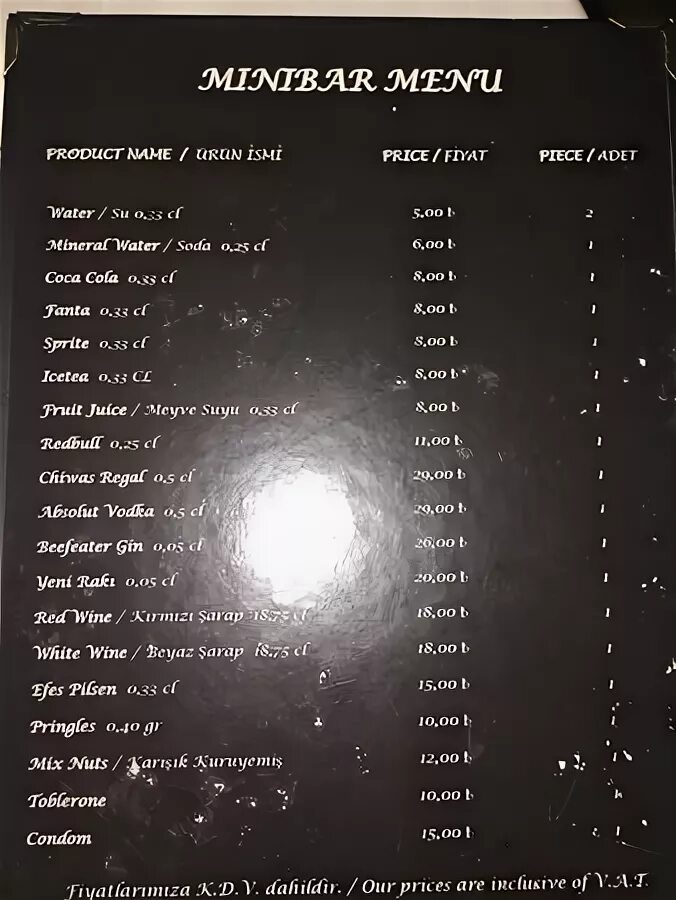 MINIBAR MENU
PRODUCT NAME / ÜRÜN İSMİ PRICE / FİYAT PIECE / ADET
Water / Su 0,33 cl 5,00 ₺ 2
Mineral Water / Soda 0,25 cl 6,00 ₺ 1
Coca Cola 0,33 cl 8,00 ₺ 1
Fanta 0,33 cl 8,00 ₺ 1
Sprite 0,33 cl 8,00 ₺ 1
Icetea 0,33 CL 8,00 ₺ 1
Fruit Juice / Meyve Suyu 0,33 cl 8,00 ₺ 1
Redbull 0,25 cl 11,00 ₺ 1
Chivas Regal 0,5 cl 29,00 ₺ 1
Absolut Vodka 0,5 cl 29,00 ₺ 1
Beefeater Gin 0,05 cl 26,00 ₺ 1
Yeni Rakı 0,05 cl 20,00 ₺ 1
Red Wine / Kırmızı Şarap 18.75 cl 18,00 ₺ 1
White Wine / Beyaz Şarap 18.75 cl 18,00 ₺ 1
Efes Pilsen 0,33 cl 15,00 ₺ 1
Pringles 0,40 gr 10,00 ₺ 1
Mix Nuts / Karışık Kuruyemiş 12,00 ₺ 1
Toblerone 10,00 ₺
Condom 15,00 ₺ 1
Fiyatlarımıza K.D.V. dahildir. / Our prices are inclusive of V.A.T.